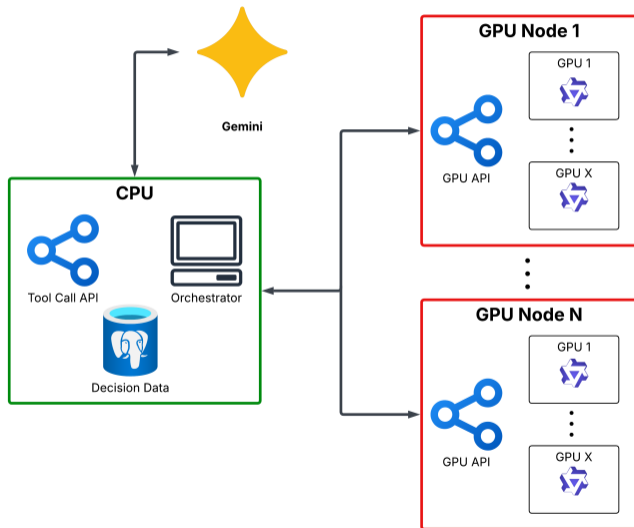 Gemini
CPU
Tool Call API
Orchestrator
Decision Data
GPU Node 1
GPU 1
GPU API
GPU X
GPU Node N
GPU 1
GPU API
GPU X